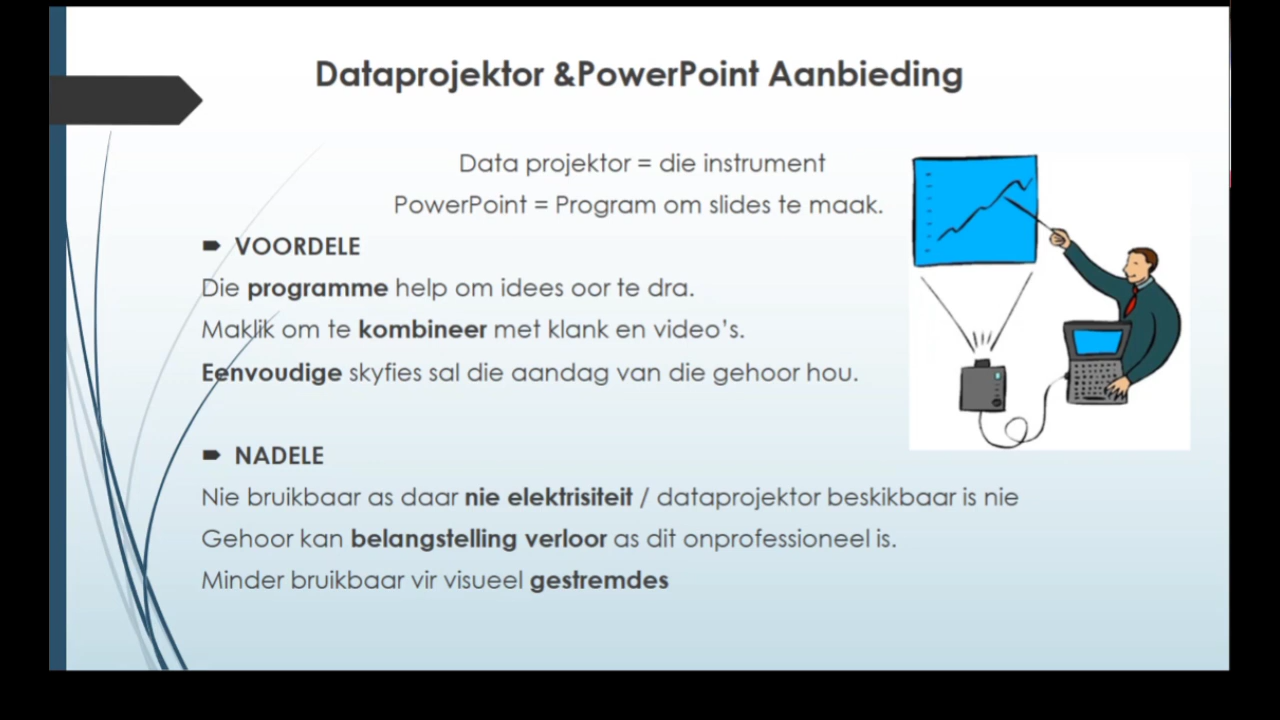 Dataprojektor &PowerPoint Aanbieding
Data projektor = die instrument
PowerPoint = Program om slides te maak.
VOORDELE
Die programme help om idees oor te dra.
Maklik om te kombineer met klank en video's.
Eenvoudige skyfies sal die aandag van die gehoor hou.
NADELE
Nie bruikbaar as daar nie elektrisiteit / dataprojektor beskikbaar is nie
Gehoor kan belangstelling verloor as dit onprofessioneel is.
Minder bruikbaar vir visueel gestremdes